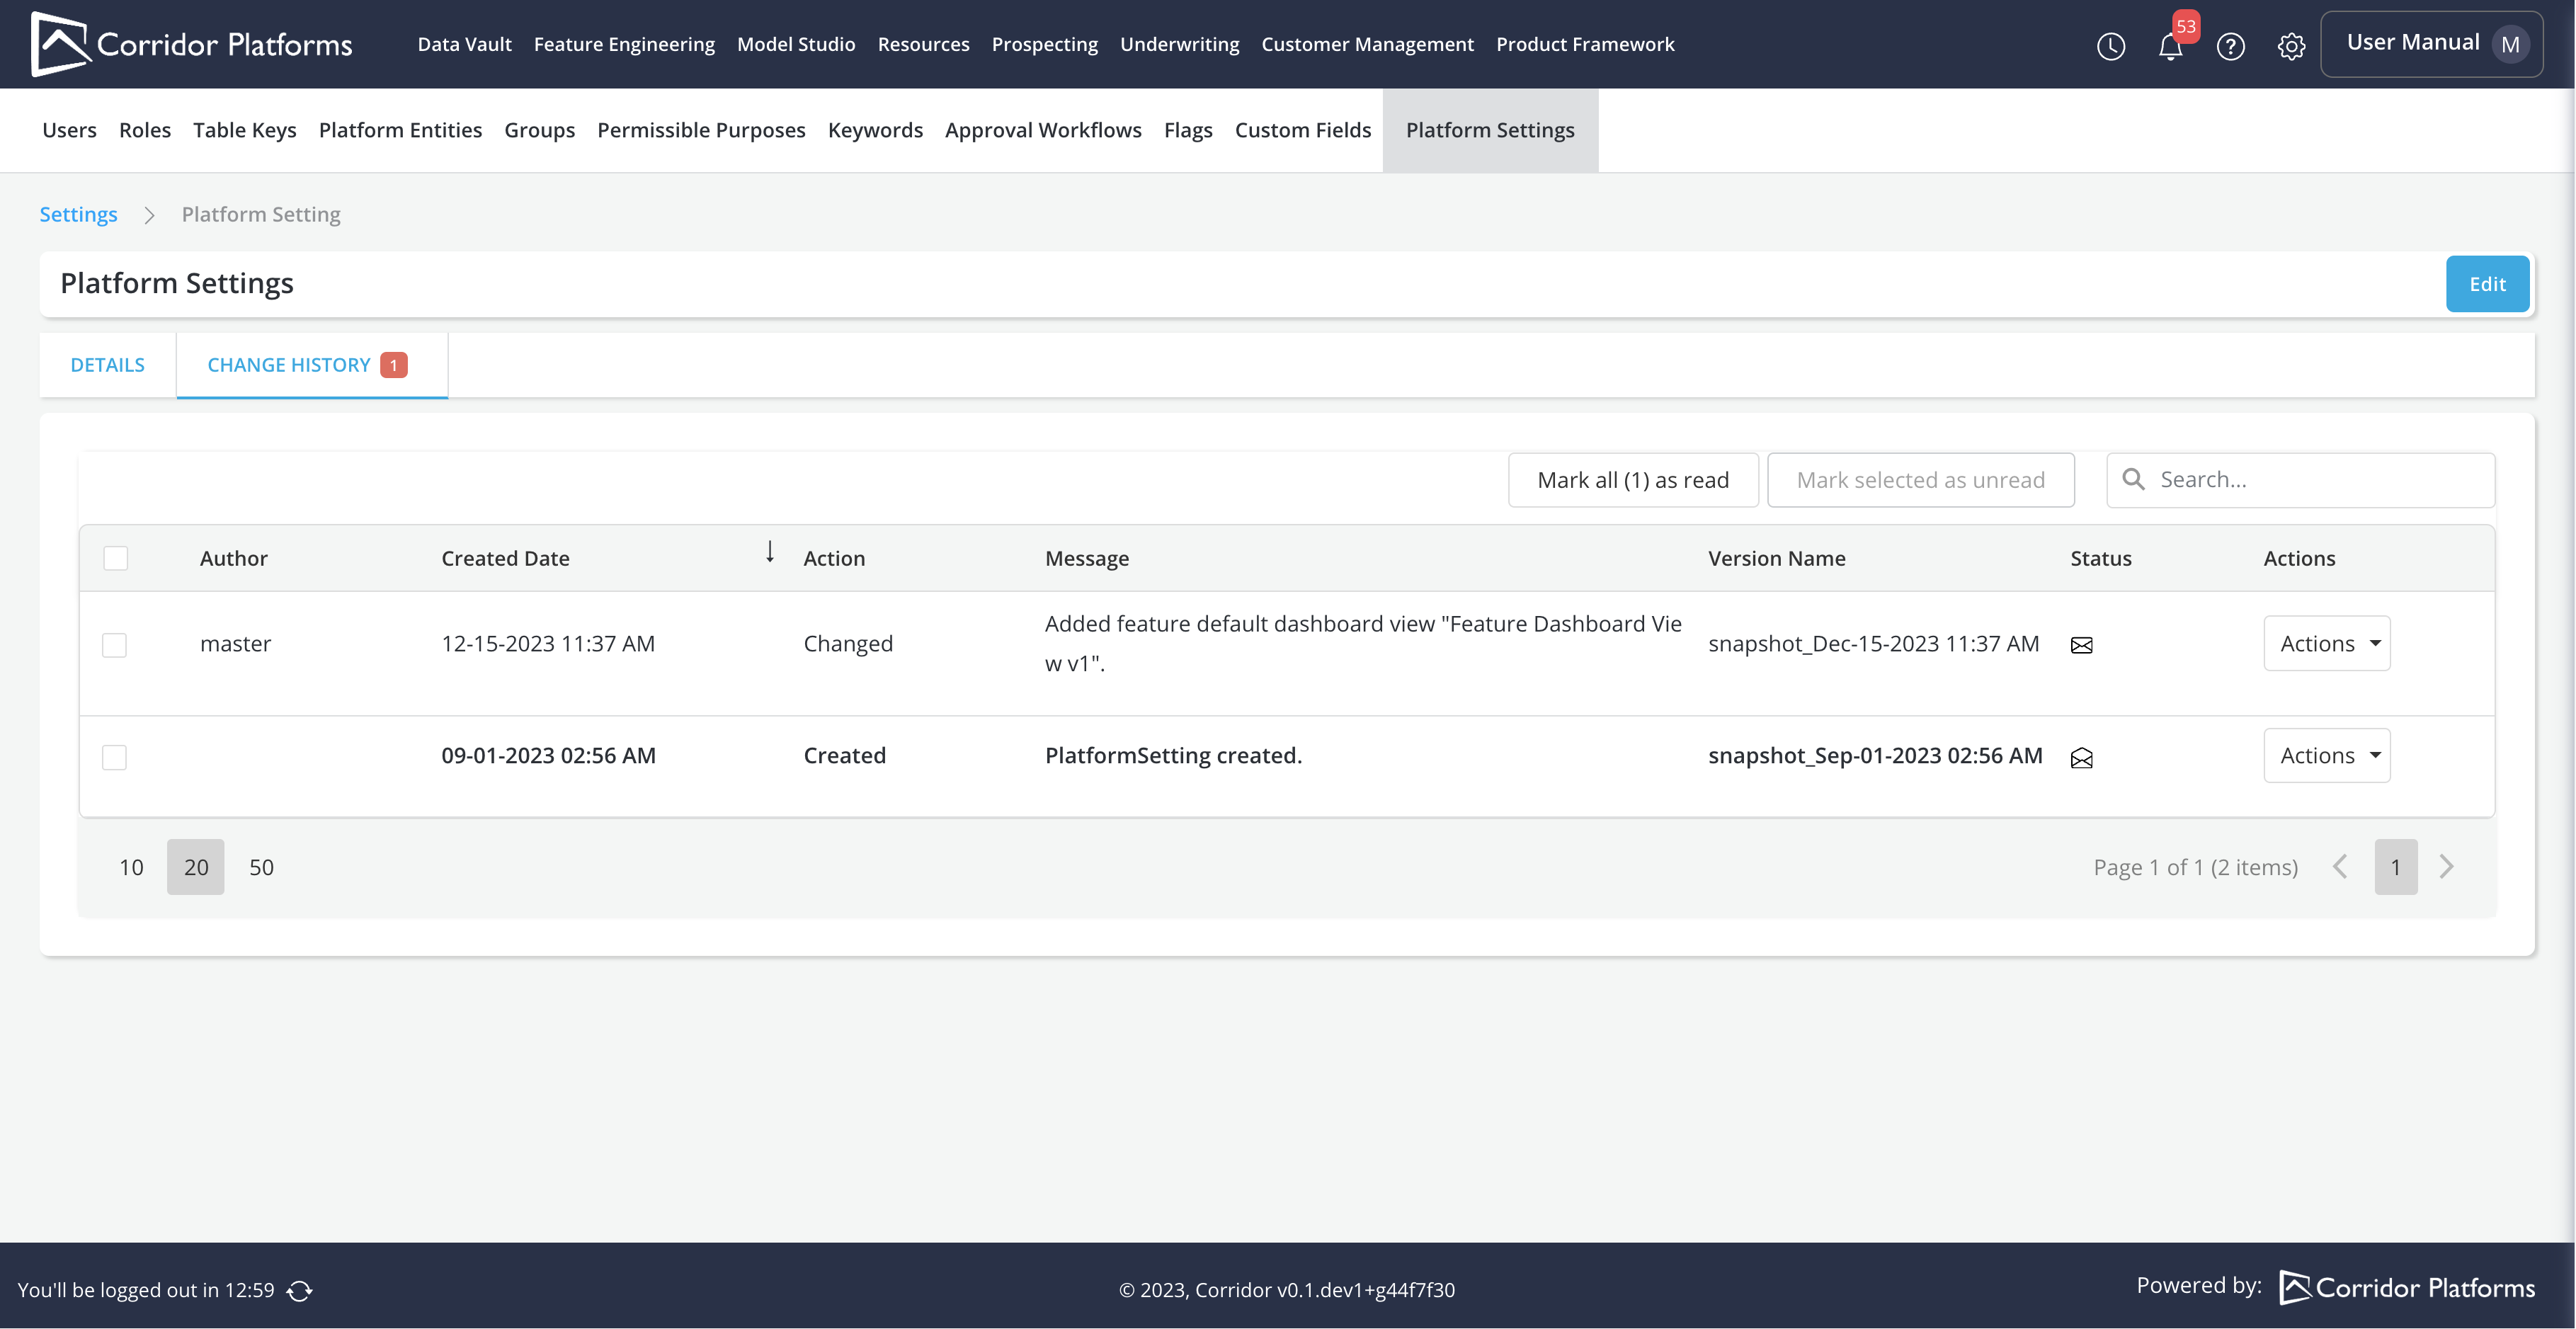 Corridor Platforms
Data Vault Feature Engineering Model Studio Resources Prospecting Underwriting Customer Management Product Framework
53
User Manual M
Users Roles Table Keys Platform Entities Groups Permissible Purposes Keywords Approval Workflows Flags Custom Fields Platform Settings
Settings Platform Setting
Platform Settings
Edit
DETAILS CHANGE HISTORY 1
Mark all (1) as read Mark selected as unread Search...
Author Created Date Action Message Version Name Status Actions
master 12-15-2023 11:37 AM Changed Added feature default dashboard view "Feature Dashboard Vie
w v1". snapshot_Dec-15-2023 11:37 AM Actions
09-01-2023 02:56 AM Created PlatformSetting created. snapshot_Sep-01-2023 02:56 AM Actions
10 20 50 Page 1 of 1 (2 items) 1
You'll be logged out in 12:59 © 2023, Corridor v0.1.dev1+g44f7f30 Powered by: Corridor Platforms